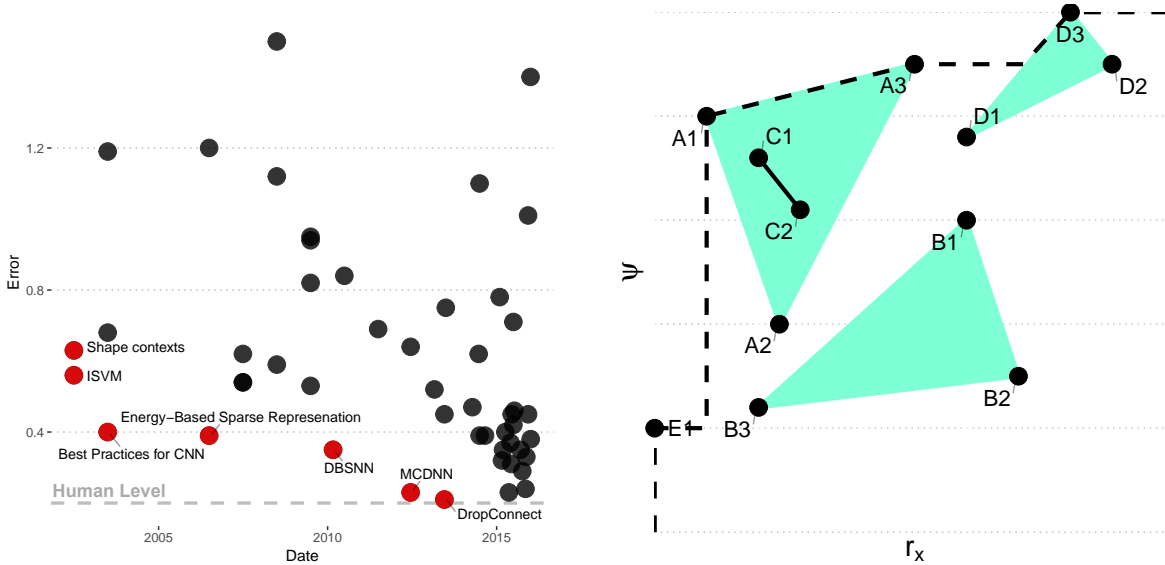 1.2
0.8
0.4
Error
Shape contexts
ISVM
Energy−Based Sparse Represenation
Best Practices for CNN
DBSNN
MCDNN
Human Level
DropConnect
2005
2010
2015
Date
D3
A3
D2
A1
D1
C1
C2
B1
ψ
A2
B2
E1
B3
r_x